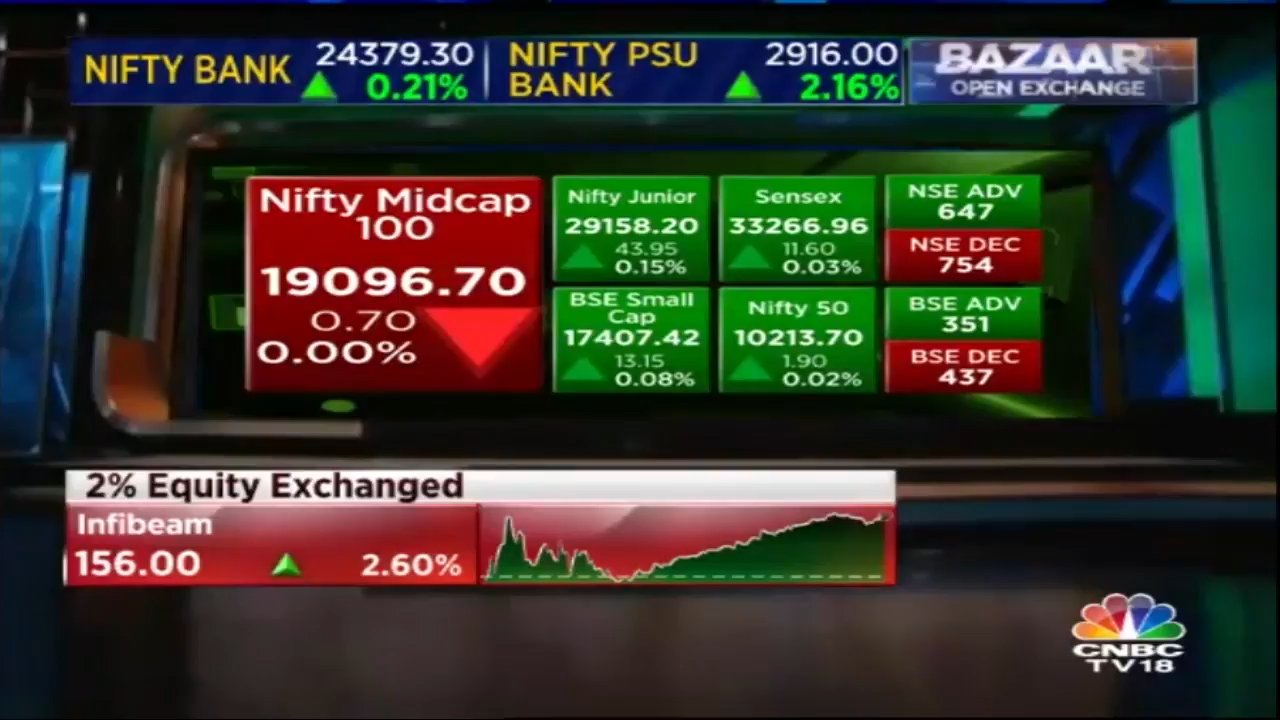 NIFTY BANK
24379.30
0.21%
NIFTY PSU
BANK
2916.00
2.16%
BAZAAR
OPEN EXCHANGE
Nifty Midcap
100
19096.70
0.70
0.00%
Nifty Junior
29158.20
43.95
0.15%
Sensex
33266.96
11.60
0.03%
NSE ADV
647
NSE DEC
754
BSE Small
Cap
17407.42
13.15
0.08%
Nifty 50
10213.70
1.90
0.02%
BSE ADV
351
BSE DEC
437
2% Equity Exchanged
Infibeam
156.00
2.60%
CNBC
TV18